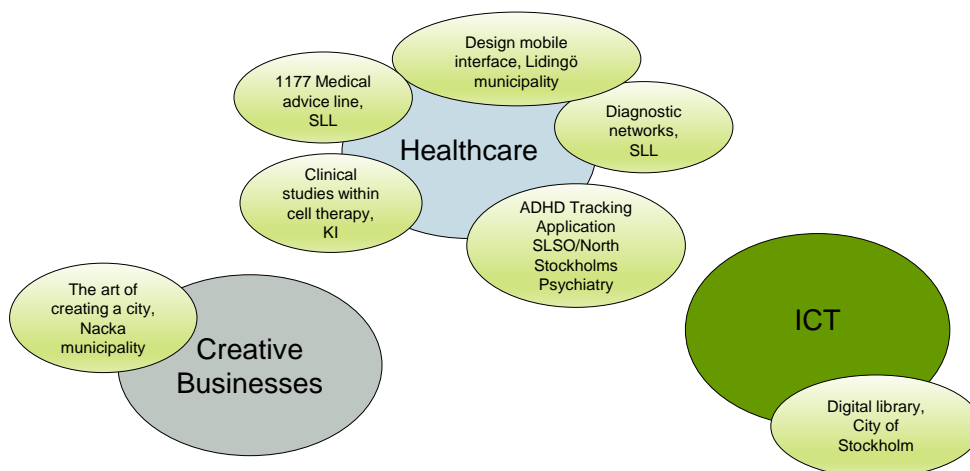 Design mobile
interface, Lidingö
municipality
1177 Medical
advice line,
SLL
Diagnostic
networks,
SLL
Healthcare
Clinical
studies within
cell therapy,
KI
ADHD Tracking
Application
SLSO/North
Stockholms
Psychiatry
The art of
creating a city,
Nacka
municipality
Creative
Businesses
ICT
Digital library,
City of
Stockholm